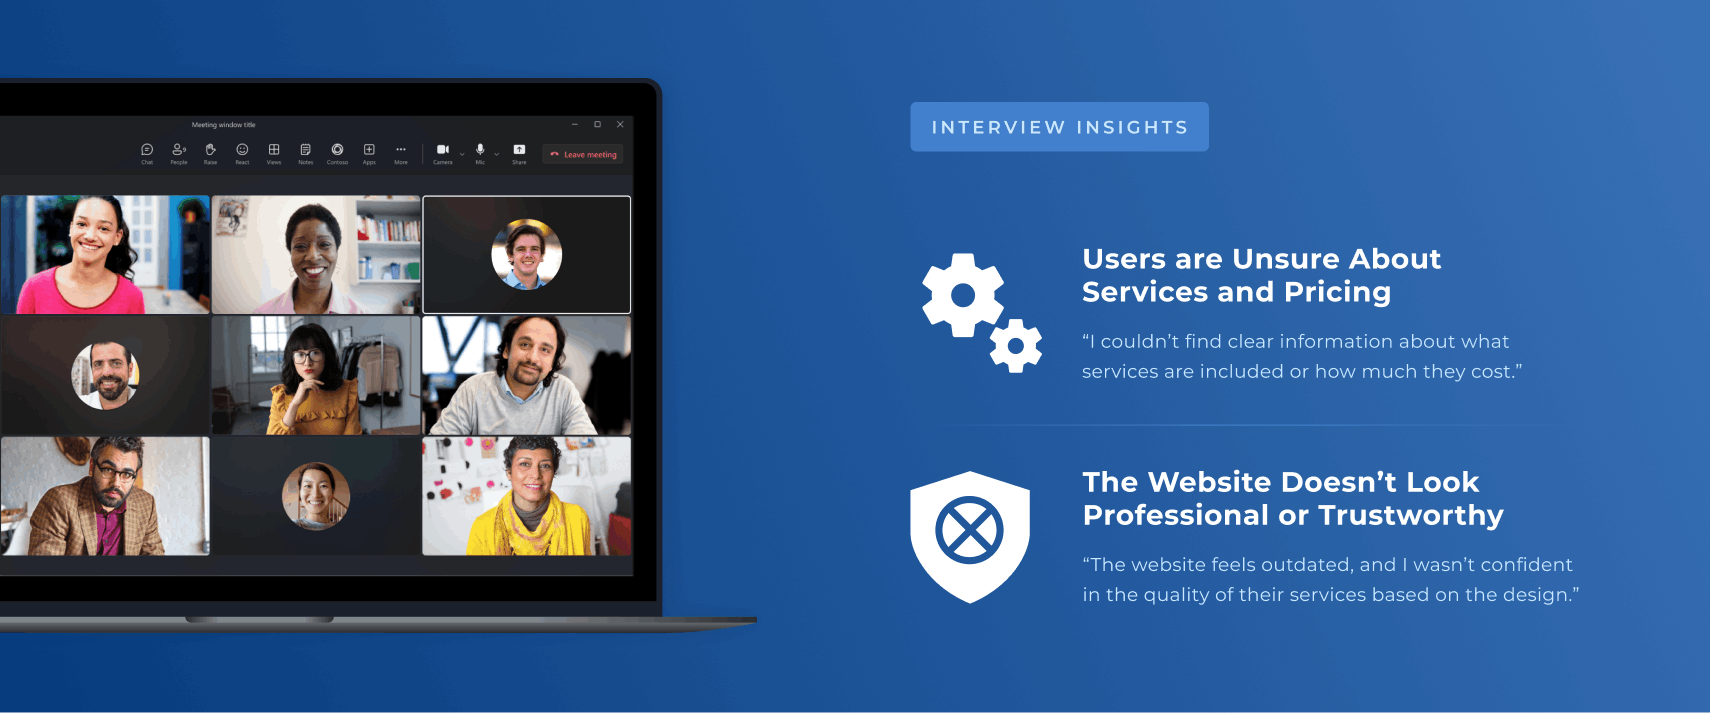 Meeting window title
Chat
People
9
Raise
React
Views
Notes
Contoso
Apps
More
Camera
Mic
Share
Leave meeting
INTERVIEW INSIGHTS
Users are Unsure About
Services and Pricing
“I couldn’t find clear information about what
services are included or how much they cost.”
The Website Doesn’t Look
Professional or Trustworthy
“The website feels outdated, and I wasn’t confident
in the quality of their services based on the design.”